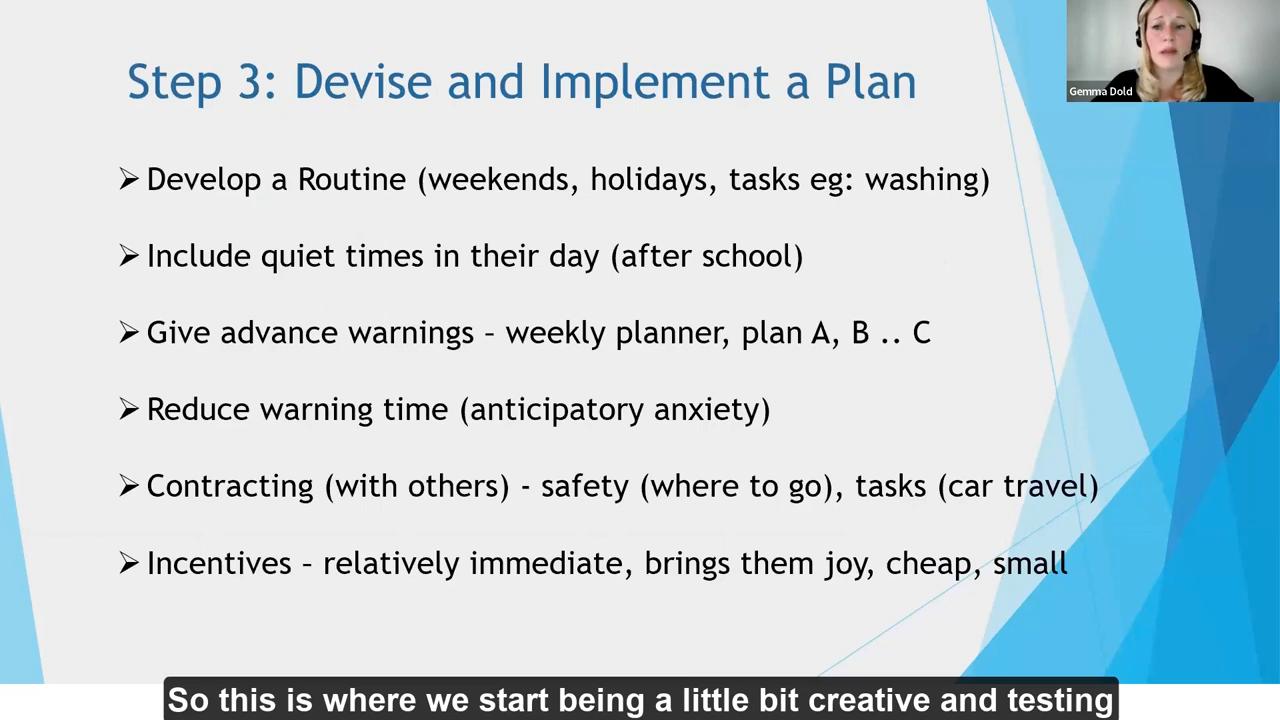 Step 3: Devise and Implement a Plan
Gemma Dold
Develop a Routine (weekends, holidays, tasks eg: washing)
Include quiet times in their day (after school)
Give advance warnings – weekly planner, plan A, B .. C
Reduce warning time (anticipatory anxiety)
Contracting (with others) - safety (where to go), tasks (car travel)
Incentives – relatively immediate, brings them joy, cheap, small
So this is where we start being a little bit creative and testing